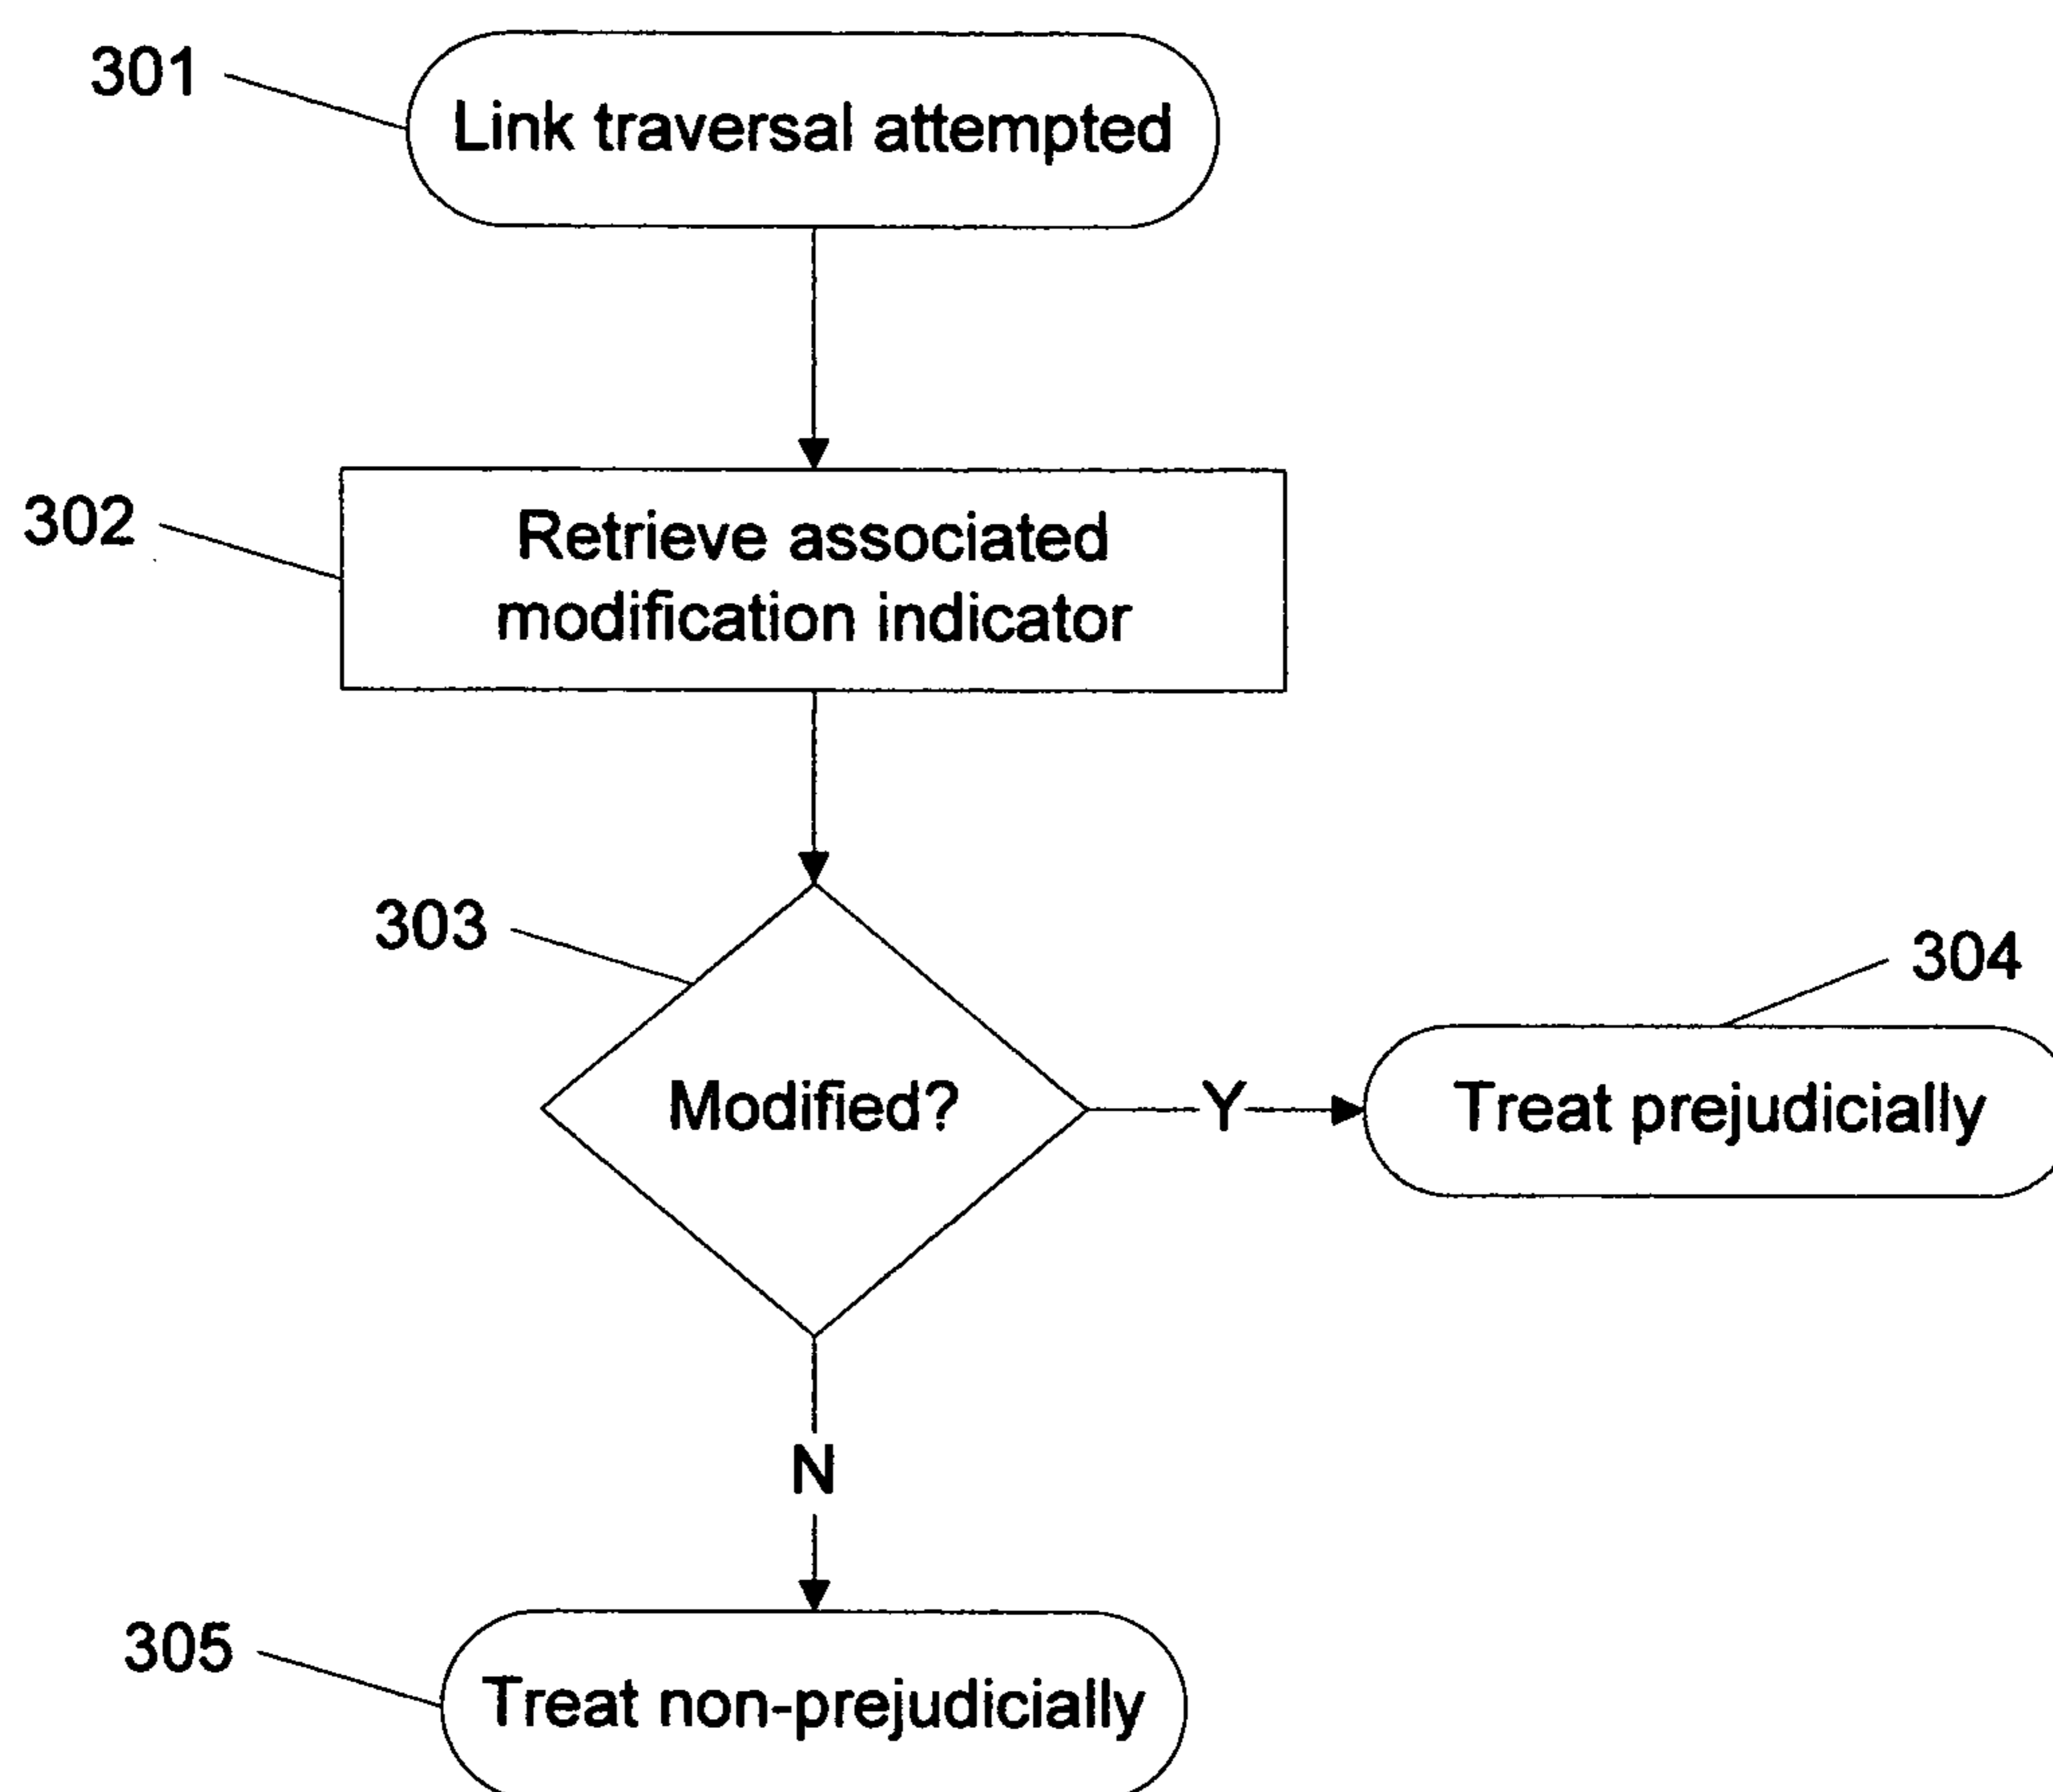 301
Link traversal attempted
302
Retrieve associated
modification indicator
303
Modified?
304
Y
Treat prejudicially
N
305
Treat non-prejudicially